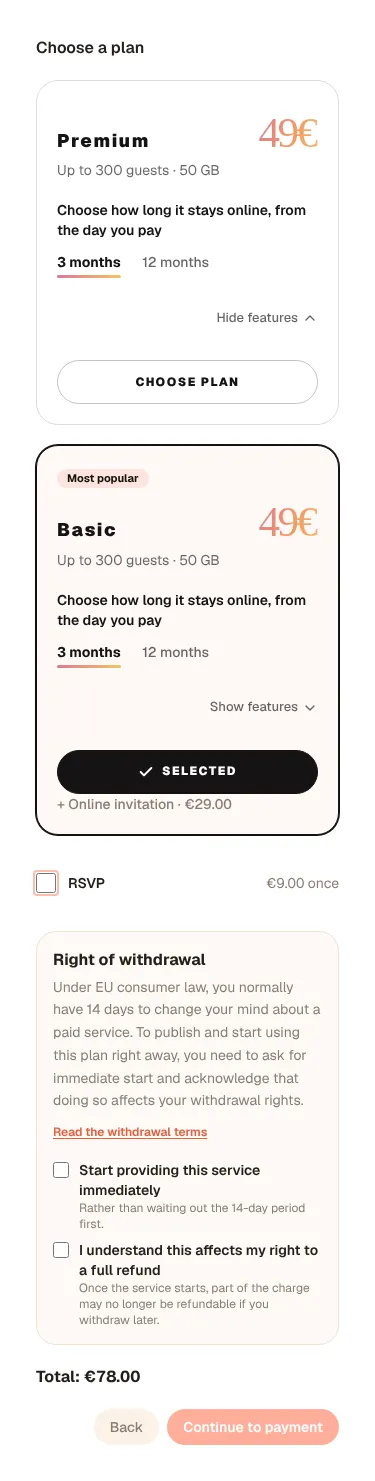 Choose a plan
Premium
49€
Up to 300 guests · 50 GB
Choose how long it stays online, from
the day you pay
3 months
12 months
Hide features
CHOOSE PLAN
Most popular
Basic
49€
Up to 300 guests · 50 GB
Choose how long it stays online, from
the day you pay
3 months
12 months
Show features
SELECTED
+ Online invitation · €29.00
RSVP
€9.00 once
Right of withdrawal
Under EU consumer law, you normally
have 14 days to change your mind about a
paid service. To publish and start using
this plan right away, you need to ask for
immediate start and acknowledge that
doing so affects your withdrawal rights.
Read the withdrawal terms
Start providing this service
immediately
Rather than waiting out the 14-day period
first.
I understand this affects my right to
a full refund
Once the service starts, part of the charge
may no longer be refundable if you
withdraw later.
Total: €78.00
Back
Continue to payment